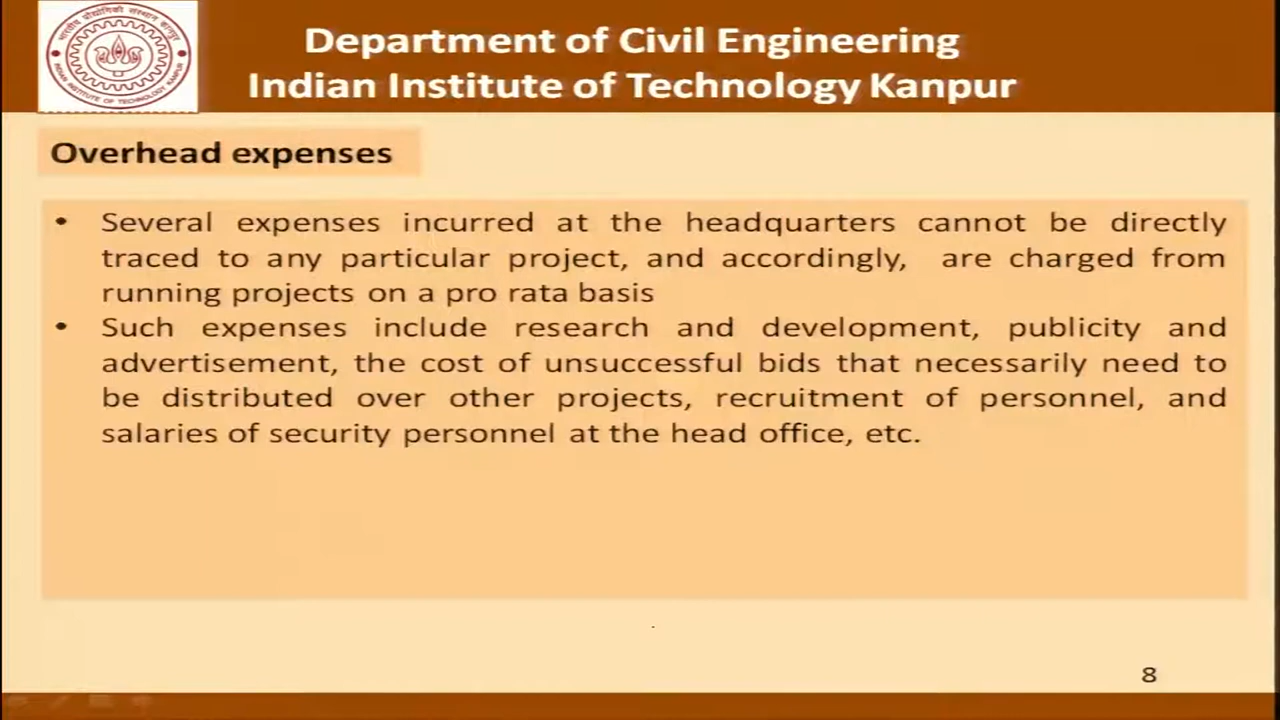 Department of Civil Engineering
Indian Institute of Technology Kanpur
Overhead expenses
• Several expenses incurred at the headquarters cannot be directly
traced to any particular project, and accordingly, are charged from
running projects on a pro rata basis
• Such expenses include research and development, publicity and
advertisement, the cost of unsuccessful bids that necessarily need to
be distributed over other projects, recruitment of personnel, and
salaries of security personnel at the head office, etc.
8